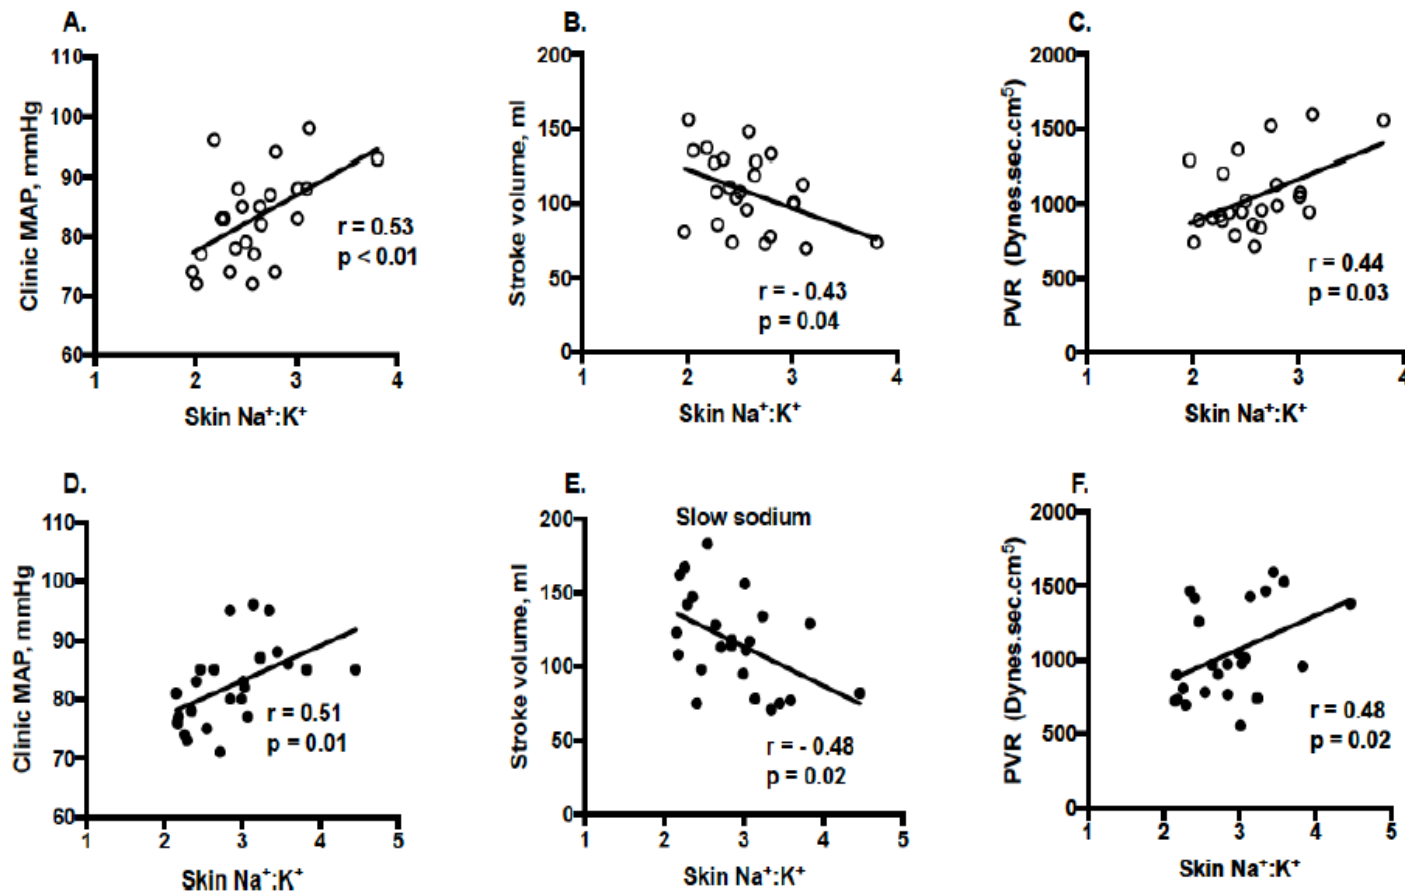 A.
110
100
90
80
70
60
Clinic MAP, mmHg
r = 0.53
p < 0.01
1 2 3 4
Skin Na⁺:K⁺
B.
200
150
100
50
0
Stroke volume, ml
r = - 0.43
p = 0.04
1 2 3 4
Skin Na⁺:K⁺
C.
2000
1500
1000
500
0
PVR (Dynes.sec.cm⁵)
r = 0.44
p = 0.03
1 2 3 4
Skin Na⁺:K⁺
D.
110
100
90
80
70
60
Clinic MAP, mmHg
r = 0.51
p = 0.01
1 2 3 4 5
Skin Na⁺:K⁺
E.
Slow sodium
200
150
100
50
0
Stroke volume, ml
r = - 0.48
p = 0.02
1 2 3 4 5
Skin Na⁺:K⁺
F.
2000
1500
1000
500
0
PVR (Dynes.sec.cm⁵)
r = 0.48
p = 0.02
1 2 3 4 5
Skin Na⁺:K⁺